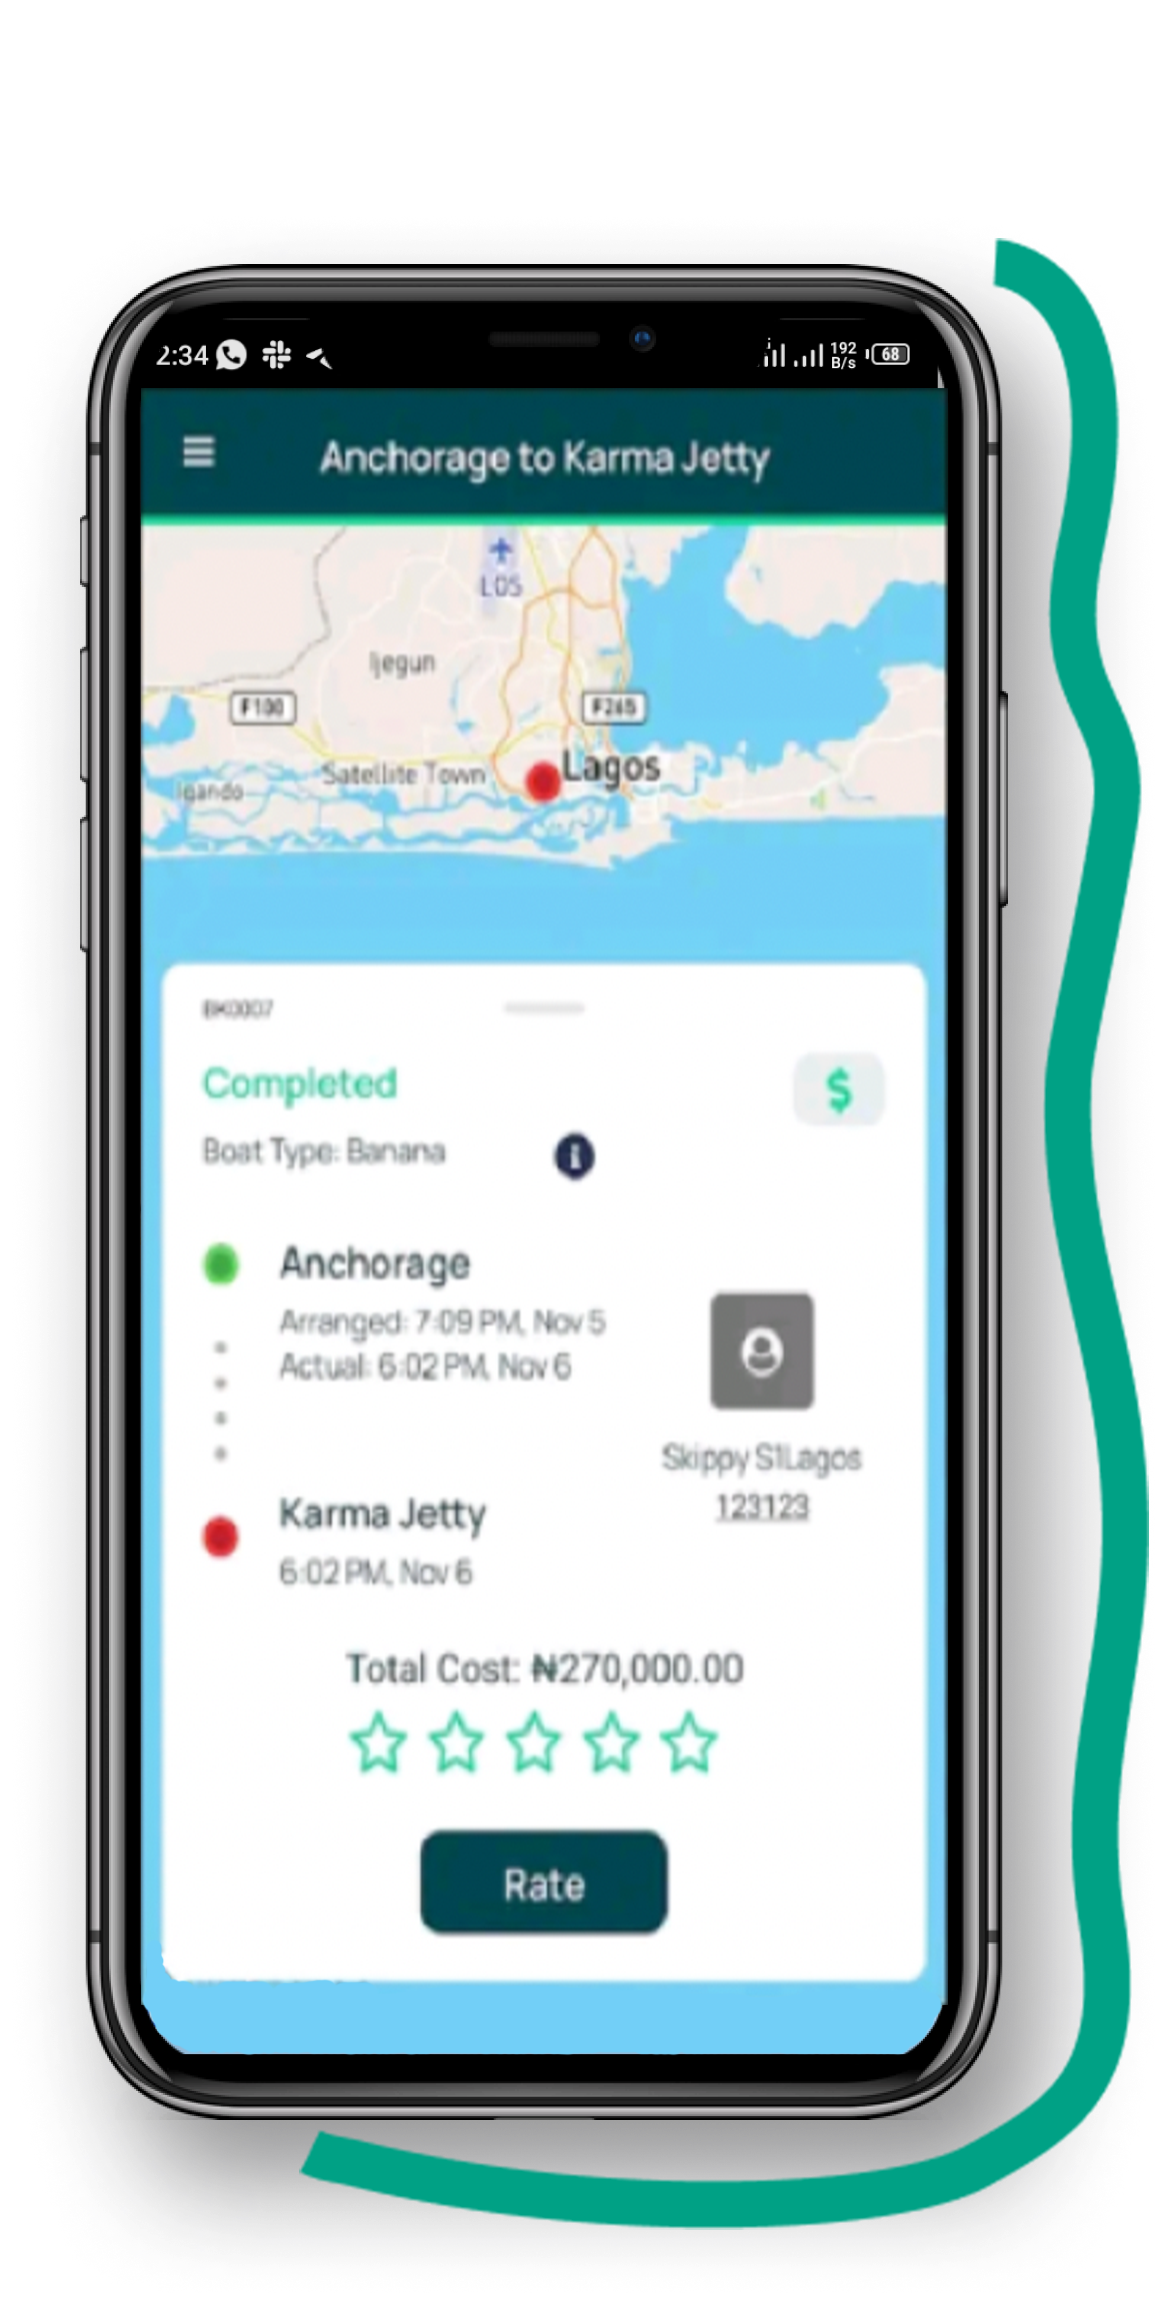 2:34
192
B/s
68
Anchorage to Karma Jetty
LOS
Ijegun
F100
F265
Lagos
Satellite Town
Igando
BK0007
Completed
$
Boat Type: Banana
i
Anchorage
Arranged: 7:09 PM, Nov 5
Actual: 6:02 PM, Nov 6
Skippy S1Lagos
123123
Karma Jetty
6:02 PM, Nov 6
Total Cost: ₦270,000.00
Rate